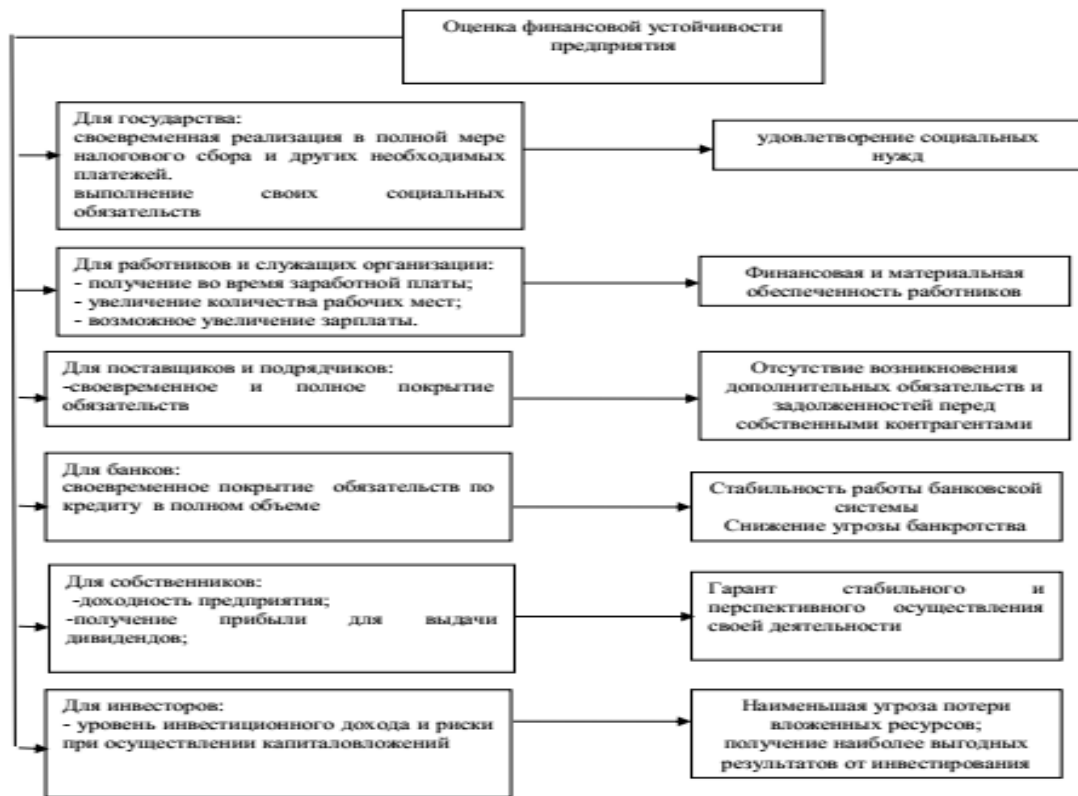 Оценка финансовой устойчивости
предприятия
Для государства:
своевременная реализация в полной мере
налогового сбора и других необходимых
платежей.
выполнение своих социальных
обязательств
удовлетворение социальных
нужд
Для работников и служащих организации:
- получение во время заработной платы;
- увеличение количества рабочих мест;
- возможное увеличение зарплаты.
Финансовая и материальная
обеспеченность работников
Для поставщиков и подрядчиков:
-своевременное и полное покрытие
обязательств
Отсутствие возникновения
дополнительных обязательств и
задолженностей перед
собственными контрагентами
Для банков:
своевременное покрытие обязательств по
кредиту в полном объеме
Стабильность работы банковской
системы
Снижение угрозы банкротства
Для собственников:
-доходность предприятия;
-получение прибыли для выдачи
дивидендов;
Гарант стабильного и
перспективного осуществления
своей деятельности
Для инвесторов:
- уровень инвестиционного дохода и риски
при осуществлении капиталовложений
Наименьшая угроза потери
вложенных ресурсов;
получение наиболее выгодных
результатов от инвестирования